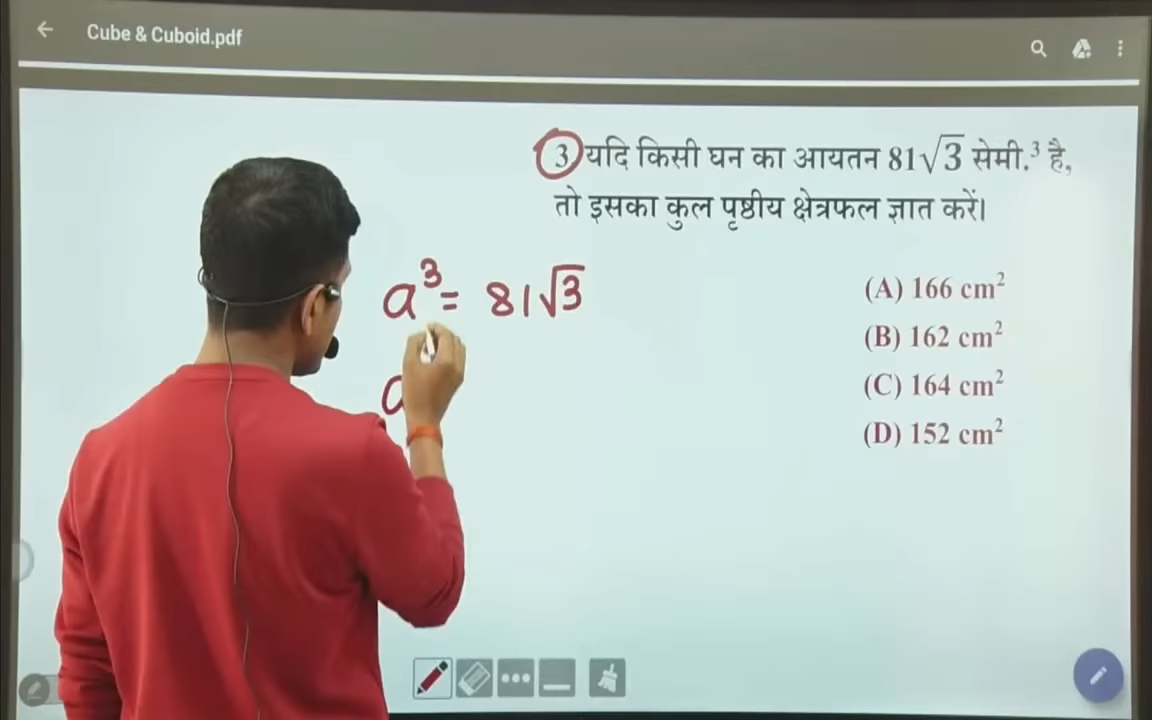 Cube & Cuboid.pdf
3 यदि किसी घन का आयतन 81√3 सेमी.³ है,
तो इसका कुल पृष्ठीय क्षेत्रफल ज्ञात करें।
a³ = 81√3
a
(A) 166 cm²
(B) 162 cm²
(C) 164 cm²
(D) 152 cm²